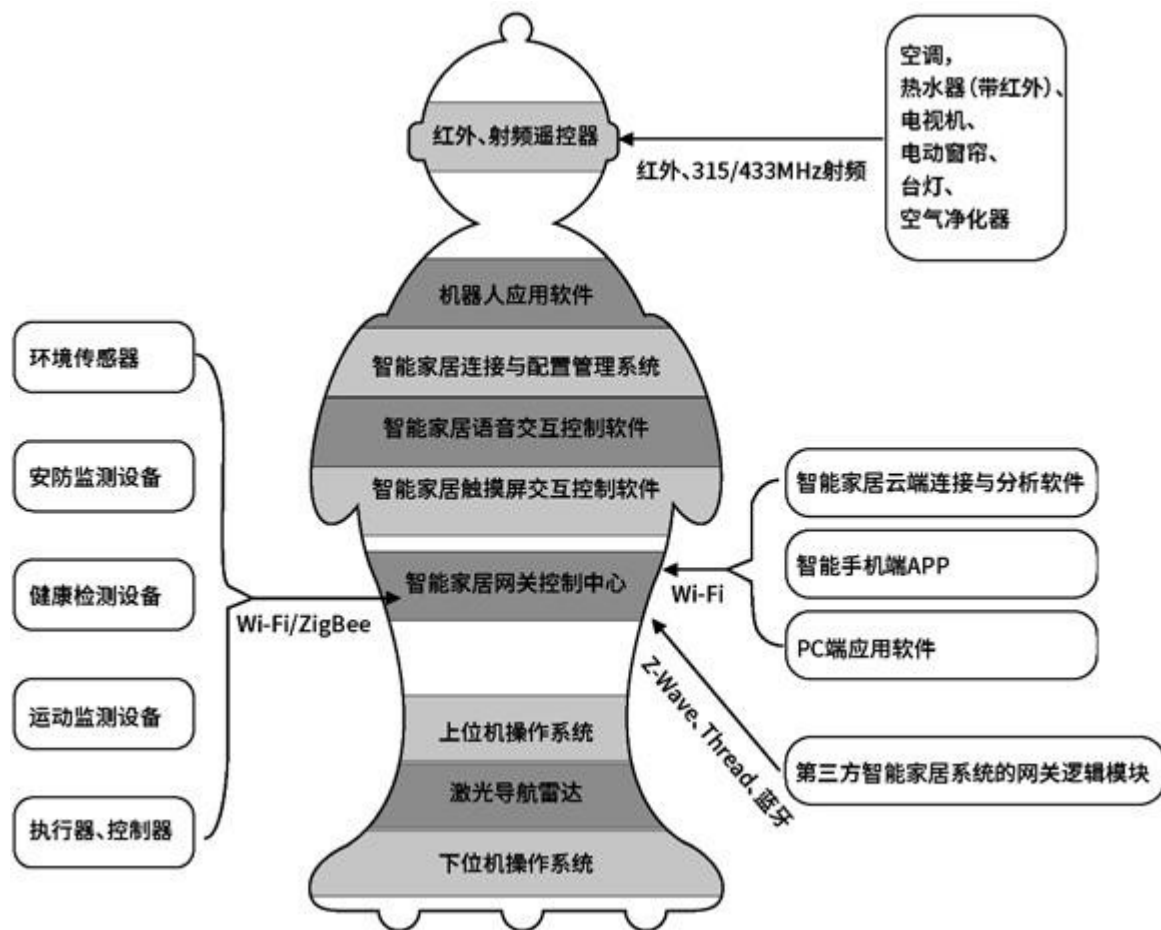 空调，
热水器（带红外）、
电视机、
电动窗帘、
台灯、
空气净化器
红外、射频遥控器
红外、315/433MHz射频
机器人应用软件
智能家居连接与配置管理系统
智能家居语音交互控制软件
智能家居触摸屏交互控制软件
智能家居网关控制中心
上位机操作系统
激光导航雷达
下位机操作系统
环境传感器
安防监测设备
健康检测设备
运动监测设备
执行器、控制器
Wi-Fi/ZigBee
智能家居云端连接与分析软件
智能手机端APP
PC端应用软件
Wi-Fi
Z-Wave、Thread、蓝牙
第三方智能家居系统的网关逻辑模块